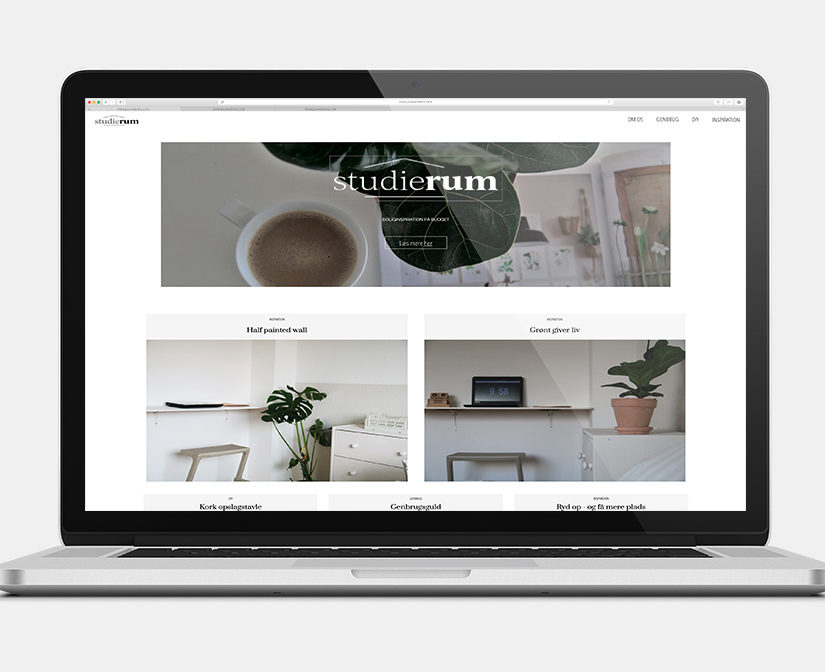 studierum
OM OS GENBRUG DIY INSPIRATION
studierum
BOLIGINSPIRATION PÅ BUDGET
Læs mere her
INSPIRATION
Half painted wall
INSPIRATION
Grønt giver liv
9:58
DIY
Kork opslagstavle
GENBRUG
Genbrugsguld
INSPIRATION
Ryd op - og få mere plads